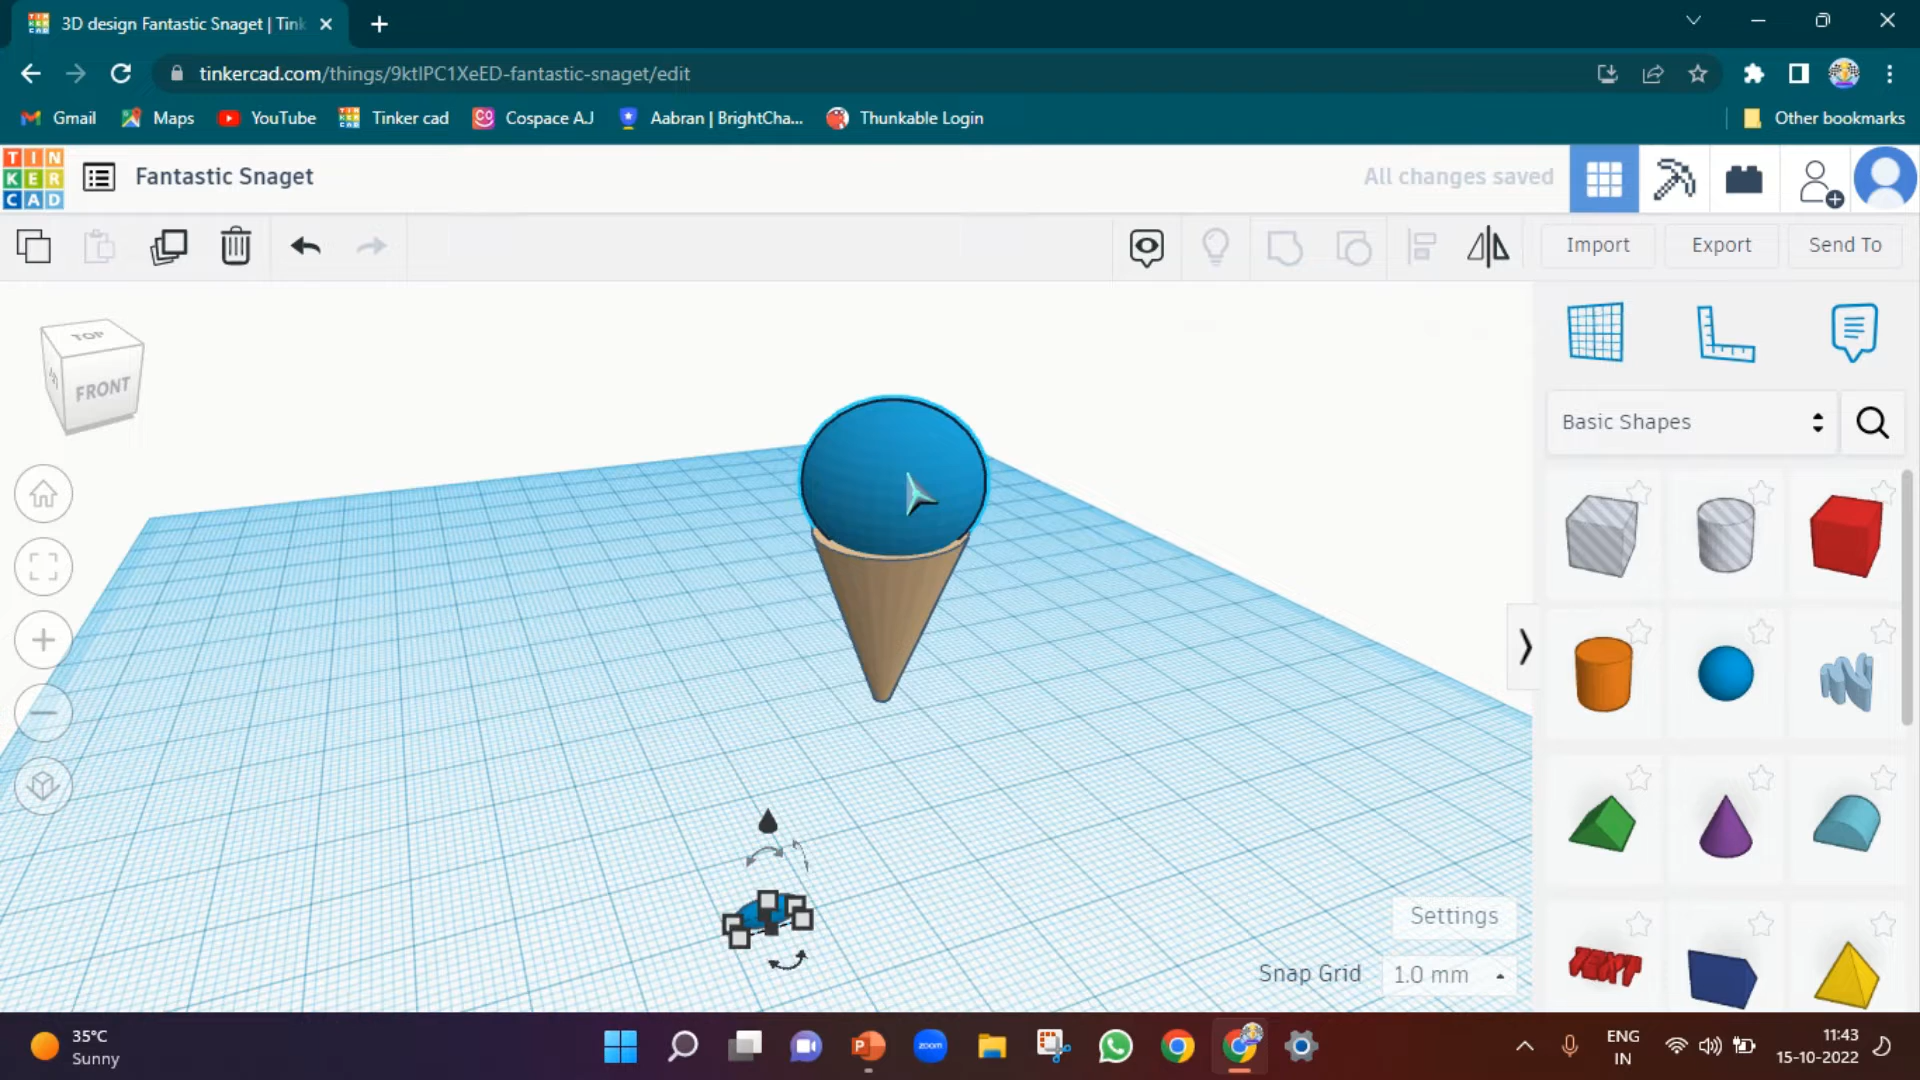 3D design Fantastic Snaget | Tink
tinkercad.com/things/9ktIPC1XeED-fantastic-snaget/edit
Gmail
Maps
YouTube
Tinker cad
Cospace AJ
Aabran | BrightCha...
Thunkable Login
Other bookmarks
TIN
KER
CAD
Fantastic Snaget
All changes saved
Import
Export
Send To
TOP
FRONT
Basic Shapes
TEXT
Settings
Snap Grid
1.0 mm
35°C
Sunny
zoom
ENG
IN
11:43
15-10-2022